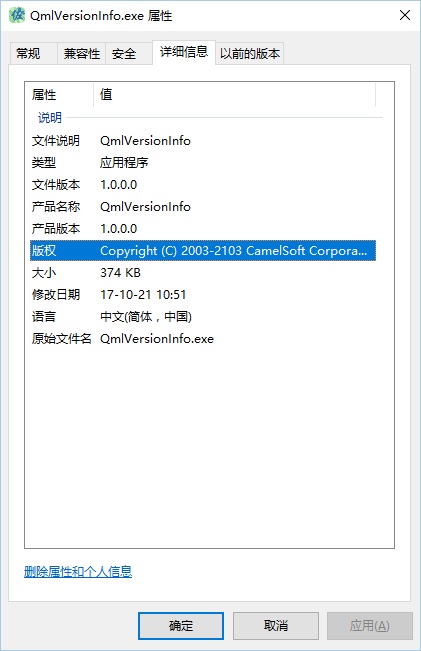 QmlVersionInfo.exe 属性
常规 兼容性 安全 详细信息 以前的版本
属性 值
说明
文件说明 QmlVersionInfo
类型 应用程序
文件版本 1.0.0.0
产品名称 QmlVersionInfo
产品版本 1.0.0.0
版权 Copyright (C) 2003-2103 CamelSoft Corpora...
大小 374 KB
修改日期 17-10-21 10:51
语言 中文(简体，中国)
原始文件名 QmlVersionInfo.exe
删除属性和个人信息
确定 取消 应用(A)